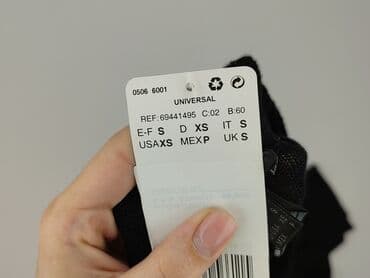 0506 6001
UNIVERSAL
REF: 69441495 C:02 B:60
E-F S D XS IT S
USA XS MEX P UK S